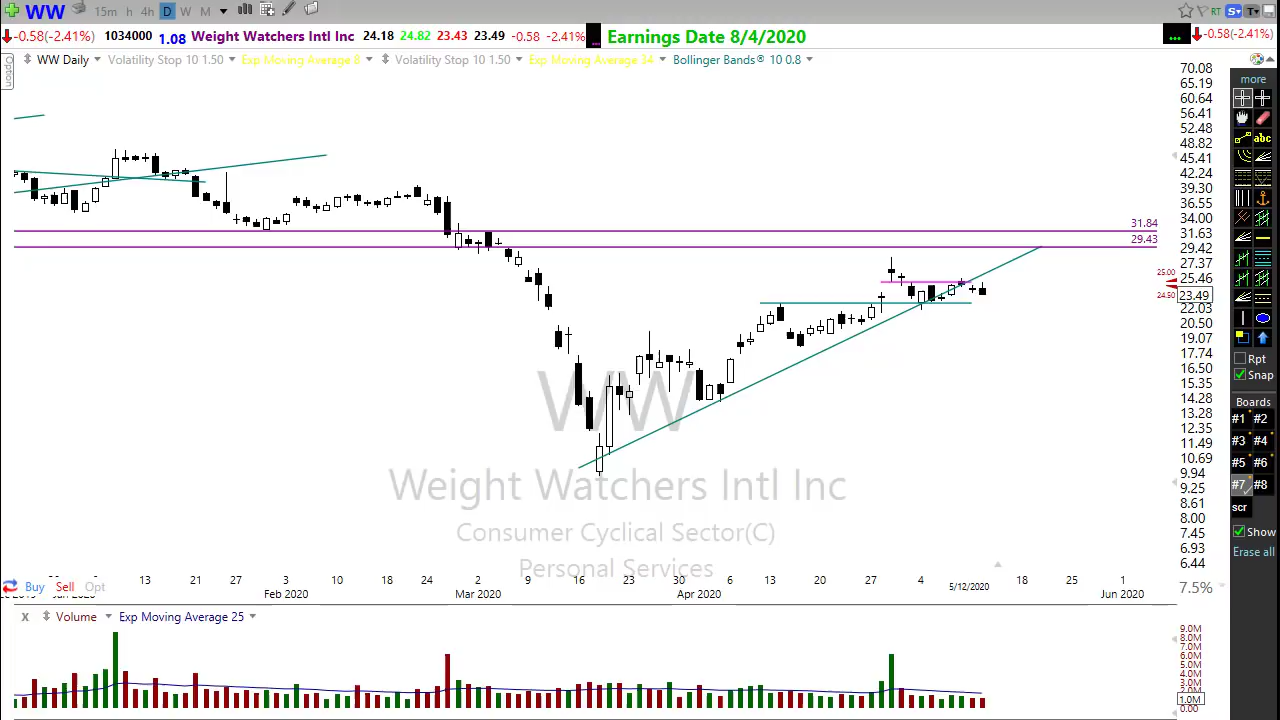 WW 15m h 4h D W M RT S T
-0.58(-2.41%) 1034000 1.08 Weight Watchers Intl Inc 24.18 24.82 23.43 23.49 -0.58 -2.41% ... Earnings Date 8/4/2020 ... -0.58(-2.41%)
Option
WW Daily Volatility Stop 10 1.50 Exp Moving Average 8 Volatility Stop 10 1.50 Exp Moving Average 34 Bollinger Bands® 10 0.8
70.08
65.19
60.64
56.41
52.48
48.82
45.41
42.24
39.30
36.55
34.00
31.63
29.42
27.37
25.46
23.49
22.03
20.50
19.07
17.74
16.50
15.35
14.28
13.28
12.35
11.49
10.69
9.94
9.25
8.61
8.00
7.45
6.93
6.44
31.84
29.43
25.00
24.50
WW
Weight Watchers Intl Inc
Consumer Cyclical Sector(C)
Personal Services
more
abc
Rpt
Snap
Boards
#1 #2
#3 #4
#5 #6
#7 #8
scr
Show
Erase all
13 21 27 3 10 18 24 2 9 16 23 30 6 13 20 27 4 5/12/2020 18 26 1
Buy Sell Opt
Feb 2020 Mar 2020 Apr 2020 Jun 2020
7.5%
x Volume Exp Moving Average 25
9.0M
8.0M
7.0M
6.0M
5.0M
4.0M
3.0M
2.0M
1.0M
0.00